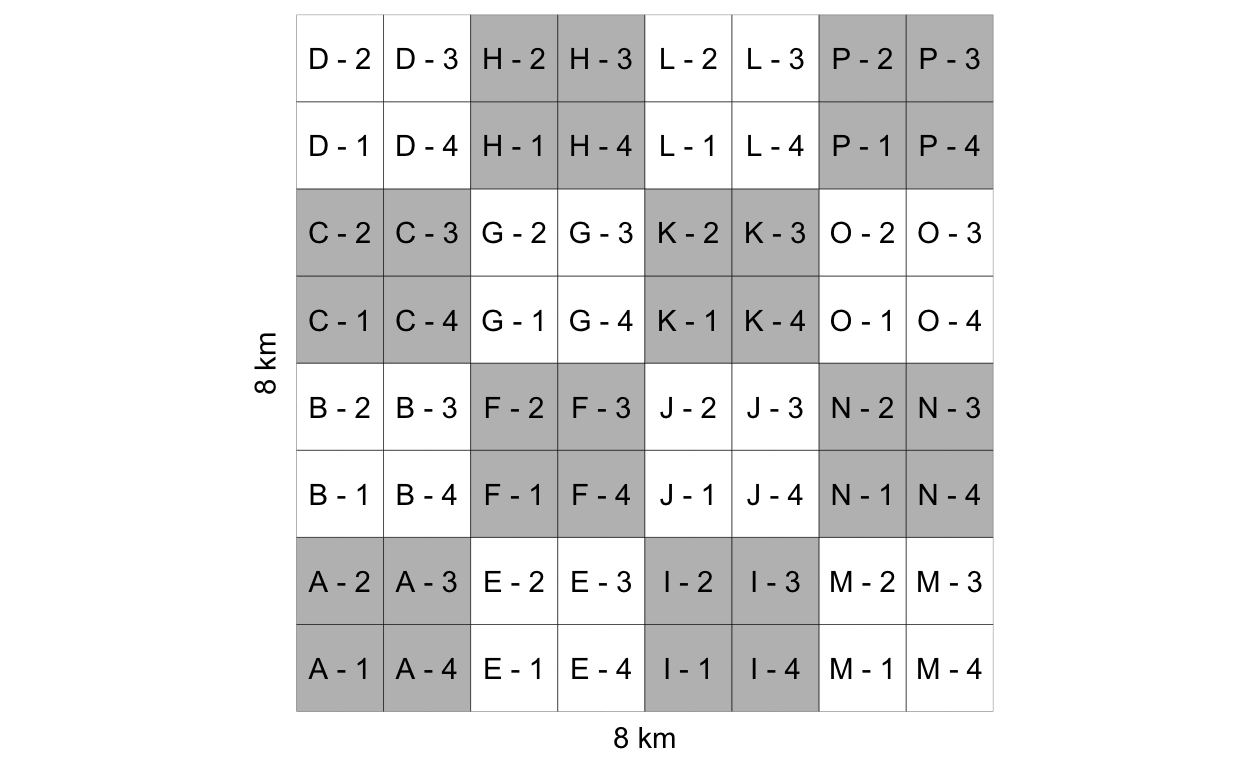 D - 2 D - 3 H - 2 H - 3 L - 2 L - 3 P - 2 P - 3
D - 1 D - 4 H - 1 H - 4 L - 1 L - 4 P - 1 P - 4
C - 2 C - 3 G - 2 G - 3 K - 2 K - 3 O - 2 O - 3
C - 1 C - 4 G - 1 G - 4 K - 1 K - 4 O - 1 O - 4
8 km
B - 2 B - 3 F - 2 F - 3 J - 2 J - 3 N - 2 N - 3
B - 1 B - 4 F - 1 F - 4 J - 1 J - 4 N - 1 N - 4
A - 2 A - 3 E - 2 E - 3 I - 2 I - 3 M - 2 M - 3
A - 1 A - 4 E - 1 E - 4 I - 1 I - 4 M - 1 M - 4
8 km